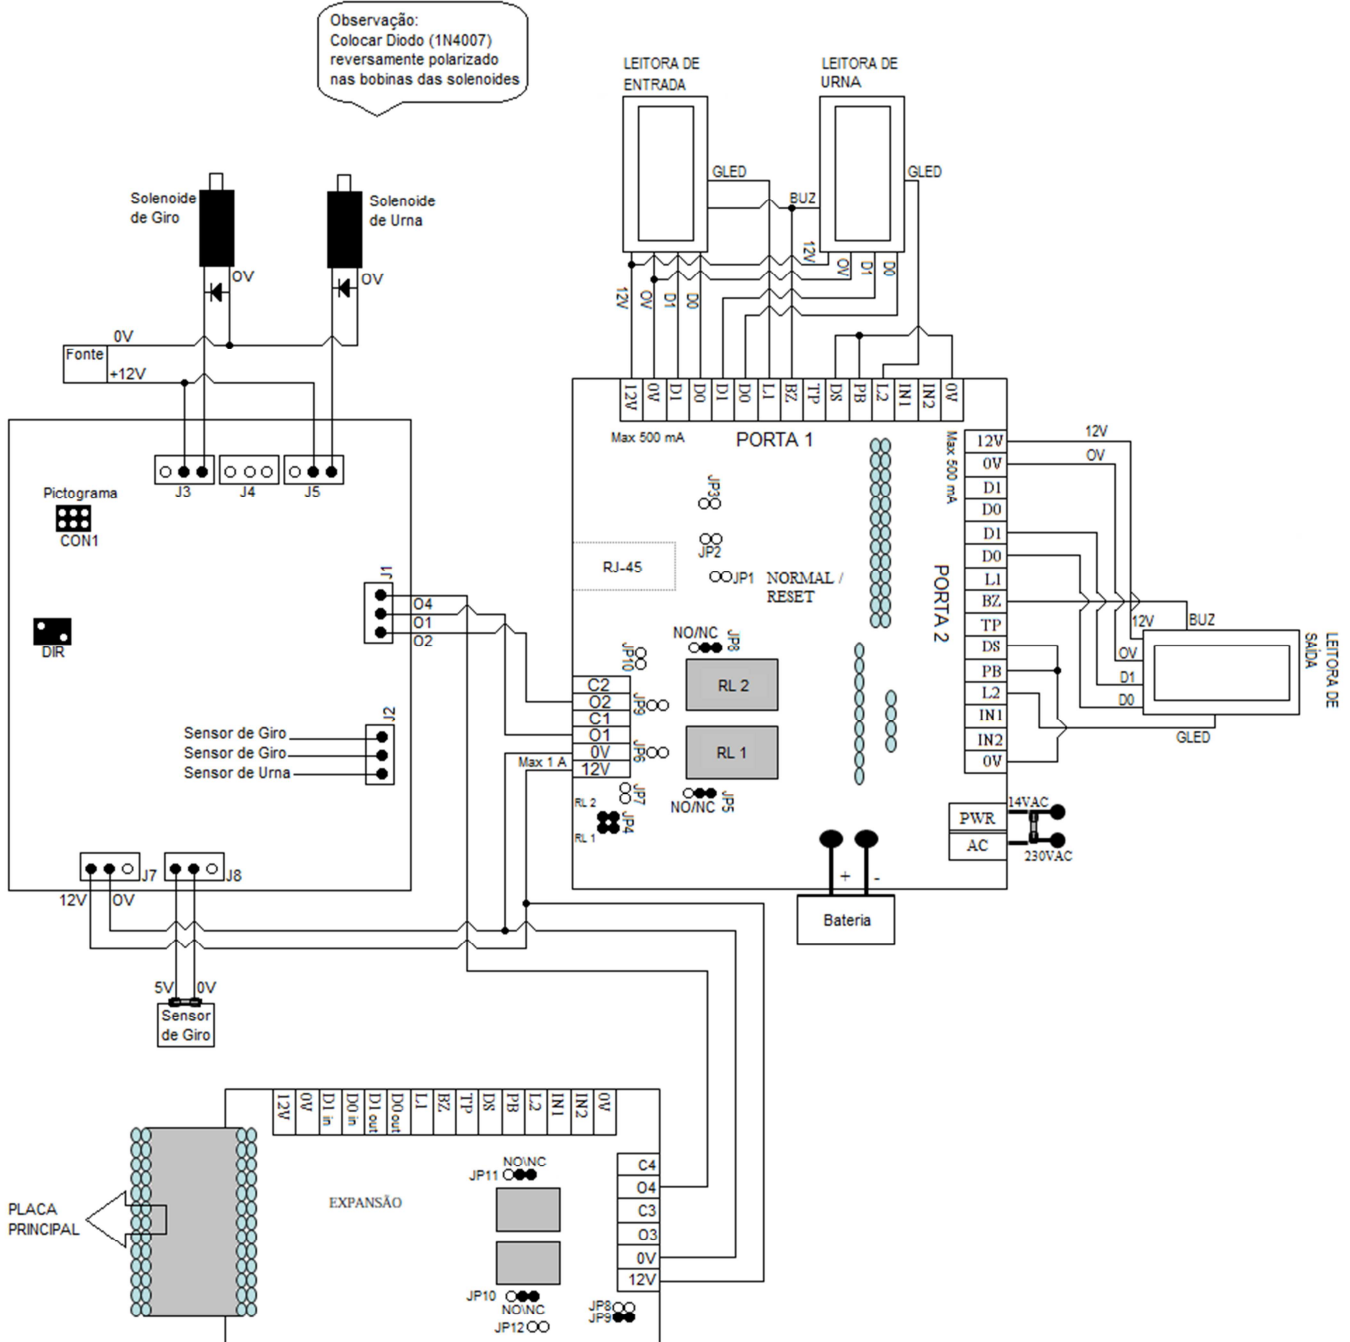 Observação:
Colocar Diodo (1N4007)
reversamente polarizado
nas bobinas das solenoides
LEITORA DE
ENTRADA
LEITORA DE
URNA
GLED
GLED
BUZ
12V
0V
D1
D0
12V
0V
D1
D0
Solenoide
de Giro
Solenoide
de Urna
0V
0V
Fonte
0V
+12V
J3
J4
J5
Pictograma
CON1
DIR
J1
O4
O1
O2
J2
Sensor de Giro
Sensor de Giro
Sensor de Urna
J7
J8
12V
0V
5V
0V
Sensor
de Giro
12V
0V
D1
D0
D1
D0
L1
BZ
TP
DS
PB
L2
IN1
IN2
0V
Max 500 mA
PORTA 1
Max 500 mA
JP3
JP2
JP1
NORMAL /
RESET
RJ-45
PORTA 2
12V
0V
D1
D0
D1
D0
L1
BZ
TP
DS
PB
L2
IN1
IN2
0V
12V
0V
BUZ
12V
0V
D1
D0
GLED
LEITORA DE
SAÍDA
NO/NC
JP8
JP10
RL 2
JP9
RL 1
JP6
C2
O2
C1
O1
0V
12V
Max 1 A
JP7
NO/NC
JP5
RL 2
RL 1
JP4
PWR
AC
14VAC
230VAC
+
-
Bateria
12V
0V
D1 in
D0 in
D1 out
D0 out
L1
BZ
TP
DS
PB
L2
IN1
IN2
0V
PLACA
PRINCIPAL
EXPANSÃO
NO\NC
JP11
C4
O4
C3
O3
0V
12V
JP10
NO\NC
JP12
JP8
JP9